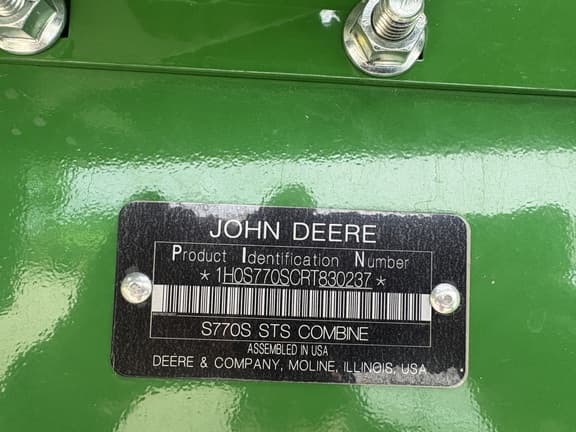 JOHN DEERE
Product Identification Number
* 1H0S770SCRT830237 *
S770S STS COMBINE
ASSEMBLED IN USA
DEERE & COMPANY, MOLINE, ILLINOIS, USA